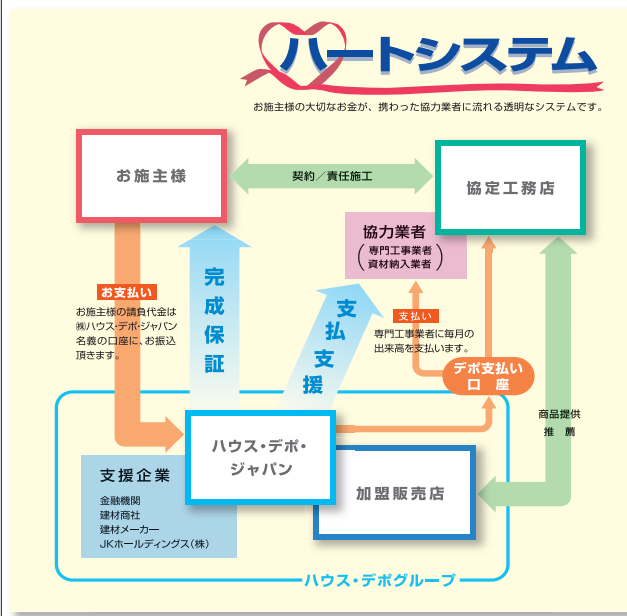 ハートシステム
お施主様の大切なお金が、携わった協力業者に流れる透明なシステムです。
お施主様
契約／責任施工
協定工務店
協力業者
（専門工事業者
資材納入業者）
お支払い
お施主様の請負代金は
㈱ハウス・デポ・ジャパン
名義の口座に、お振込
頂きます。
完成保証
支払支援
支払い
専門工事業者に毎月の
出来高を支払います。
デポ支払い
口　座
商品提供
推　薦
ハウス・デポ・
ジャパン
支援企業
金融機関
建材商社
建材メーカー
JKホールディングス（株）
加盟販売店
ハウス・デポグループ